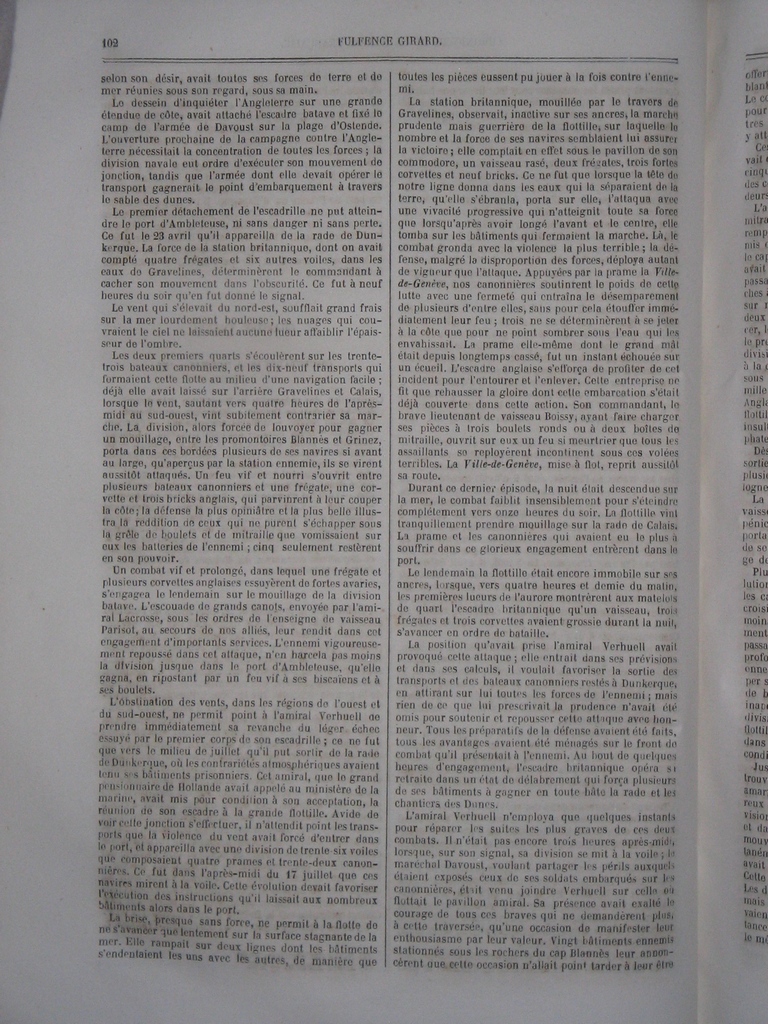 102
FULFENCE GIRARD.
selon son désir, avait toutes ses forces de terre et de
mer réunies sous son regard, sous sa main.
Le dessein d'inquiéter l'Angleterre sur une grande
étendue de côte, avait attaché l'escadre batave et fixé le
camp de l'armée de Davoust sur la plage d'Ostende.
L'ouverture prochaine de la campagne contre l'Angle-
terre nécessitait la concentration de toutes les forces ; la
division navale eut ordre d'exécuter son mouvement de
jonction, tandis que l'armée dont elle devait opérer le
transport gagnerait le point d'embarquement à travers
le sable des dunes.
Le premier détachement de l'escadrille ne put attein-
dre le port d'Ambleteuse, ni sans danger ni sans perte.
Ce fut le 23 avril qu'il appareilla de la rade de Dun-
kerque. La force de la station britannique, dont on avait
compté quatre frégates et six autres voiles, dans les
eaux de Gravelines, déterminèrent le commandant à
cacher son mouvement dans l'obscurité. Ce fut à neuf
heures du soir qu'en fut donné le signal.
Le vent qui s'élevait du nord-est, soufflait grand frais
sur la mer lourdement houleuse ; les nuages qui cou-
vraient le ciel ne laissaient aucune lueur affaiblir l'épais-
seur de l'ombre.
Les deux premiers quarts s'écoulèrent sur les trente-
trois bateaux canonniers, et les dix-neuf transports qui
formaient cette flotte au milieu d'une navigation facile ;
déjà elle avait laissé sur l'arrière Gravelines et Calais,
lorsque le vent, sautant vers quatre heures de l'après-
midi au sud-ouest, vint subitement contrarier sa mar-
che. La division, alors forcée de louvoyer pour gagner
un mouillage, entre les promontoires Blannés et Grinez,
porta dans ces bordées plusieurs de ses navires si avant
au large, qu'aperçus par la station ennemie, ils se virent
aussitôt attaqués. Un feu vif et nourri s'ouvrit entre
plusieurs bateaux canonniers et une frégate, une cor-
vette et trois bricks anglais, qui parvinrent à leur couper
la côte ; la défense la plus opiniâtre et la plus belle illus-
tra la reddition de ceux qui ne purent s'échapper sous
la grêle de boulets et de mitraille que vomissaient sur
eux les batteries de l'ennemi ; cinq seulement restèrent
en son pouvoir.
Un combat vif et prolongé, dans lequel une frégate et
plusieurs corvettes anglaises essuyèrent de fortes avaries,
s'engagea le lendemain sur le mouillage de la division
batave. L'escouade de grands canots, envoyée par l'ami-
ral Lacrosse, sous les ordres de l'enseigne de vaisseau
Parisot, au secours de nos alliés, leur rendit dans cet
engagement d'importants services. L'ennemi vigoureuse-
ment repoussé dans cet attaque, n'en harcela pas moins
la division jusque dans le port d'Ambleteuse, qu'elle
gagna, en ripostant par un feu vif à ses biscaïens et à
ses boulets.
L'obstination des vents, dans les régions de l'ouest et
du sud-ouest, ne permit point à l'amiral Verhuell de
prendre immédiatement sa revanche du léger échec
essuyé par le premier corps de son escadrille ; ce ne fut
que vers le milieu de juillet qu'il put sortir de la rade
de Dunkerque, où les contrariétés atmosphériques avaient
tenu ses bâtiments prisonniers. Cet amiral, que le grand
pensionnaire de Hollande avait appelé au ministère de la
marine, avait mis pour condition à son acceptation, la
réunion de son escadre à la grande flottille. Avide de
voir cette jonction s'effectuer, il n'attendit point les trans-
ports que la violence du vent avait forcé d'entrer dans
le port, et appareilla avec une division de trente-six voiles
que composaient quatre prames et trente-deux canon-
nières. Ce fut dans l'après-midi du 17 juillet que ces
navires mirent à la voile. Cette évolution devait favoriser
l'exécution des instructions qu'il laissait aux nombreux
bâtiments alors dans le port.
La brise, presque sans force, ne permit à la flotte de
ne s'avancer que lentement sur la surface stagnante de la
mer. Elle rampait sur deux lignes dont les bâtiments
s'endentaient les uns avec les autres, de manière que
toutes les pièces eussent pu jouer à la fois contre l'enne-
mi.
La station britannique, mouillée par le travers de
Gravelines, observait, inactive sur ses ancres, la marche
prudente mais guerrière de la flottille, sur laquelle le
nombre et la force de ses navires semblaient lui assurer
la victoire ; elle comptait en effet sous le pavillon de son
commodore, un vaisseau rasé, deux frégates, trois fortes
corvettes et neuf bricks. Ce ne fut que lorsque la tête de
notre ligne donna dans les eaux qui la séparaient de la
terre, qu'elle s'ébranla, porta sur elle, l'attaqua avec
une vivacité progressive qui n'atteignit toute sa force
que lorsqu'après avoir longé l'avant et le centre, elle
tomba sur les bâtiments qui fermaient la marche. Là, le
combat gronda avec la violence la plus terrible ; la dé-
fense, malgré la disproportion des forces, déploya autant
de vigueur que l'attaque. Appuyées par la prame la Ville-
de-Genève, nos canonnières soutinrent le poids de cette
lutte avec une fermeté qui entraîna le désemparement
de plusieurs d'entre elles, sans pour cela étouffer immé-
diatement leur feu ; trois ne se déterminèrent à se jeter
à la côte que pour ne point sombrer sous l'eau qui les
envahissait. La prame elle-même dont le grand mât
était depuis longtemps cassé, fut un instant échouée sur
un écueil. L'escadre anglaise s'efforça de profiter de cet
incident pour l'entourer et l'enlever. Cette entreprise ne
fit que rehausser la gloire dont cette embarcation s'était
déjà couverte dans cette action. Son commandant, le
brave lieutenant de vaisseau Boissy, ayant faire charger
ses pièces à trois boulets ronds ou à deux boîtes de
mitraille, ouvrit sur eux un feu si meurtrier que tous les
assaillants se reployèrent incontinent sous ces volées
terribles. La Ville-de-Genève, mise à flot, reprit aussitôt
sa route.
Durant ce dernier épisode, la nuit était descendue sur
la mer, le combat faiblit insensiblement pour s'éteindre
complétement vers onze heures du soir. La flottille vint
tranquillement prendre mouillage sur la rade de Calais.
La prame et les canonnières qui avaient eu le plus à
souffrir dans ce glorieux engagement entrèrent dans le
port.
Le lendemain la flottille était encore immobile sur ses
ancres, lorsque, vers quatre heures et demie du matin,
les premières lueurs de l'aurore montrèrent aux matelots
de quart l'escadre britannique qu'un vaisseau, trois
frégates et trois corvettes avaient grossie durant la nuit,
s'avancer en ordre de bataille.
La position qu'avait prise l'amiral Verhuell avait
provoqué cette attaque ; elle entrait dans ses prévisions
et dans ses calculs, il voulait favoriser la sortie des
transports et des bateaux canonniers restés à Dunkerque,
en attirant sur lui toutes les forces de l'ennemi ; mais
rien de ce que lui prescrivait la prudence n'avait été
omis pour soutenir et repousser cette attaque avec hon-
neur. Tous les préparatifs de la défense avaient été faits,
tous les avantages avaient été ménagés sur le front de
combat qu'il présentait à l'ennemi. Au bout de quelques
heures d'engagement, l'escadre britannique opéra sa
retraite dans un état de délabrement qui força plusieurs
de ses bâtiments à gagner en toute hâte la rade et les
chantiers des Dunes.
L'amiral Verhuell n'employa que quelques instants
pour réparer les suites les plus graves de ces deux
combats. Il n'était pas encore trois heures après-midi,
lorsque, sur son signal, sa division se mit à la voile ; le
maréchal Davoust, voulant partager les périls auxquels
étaient exposés ceux de ses soldats embarqués sur les
canonnières, était venu joindre Verhuell sur celle où
flottait le pavillon amiral. Sa présence avait exalté le
courage de tous ces braves qui ne demandèrent plus,
à cette traversée, qu'une occasion de manifester leur
enthousiasme par leur valeur. Vingt bâtiments ennemis
stationnés sous les rochers du cap Blannès leur annon-
cèrent que cette occasion n'allait point tarder à leur être